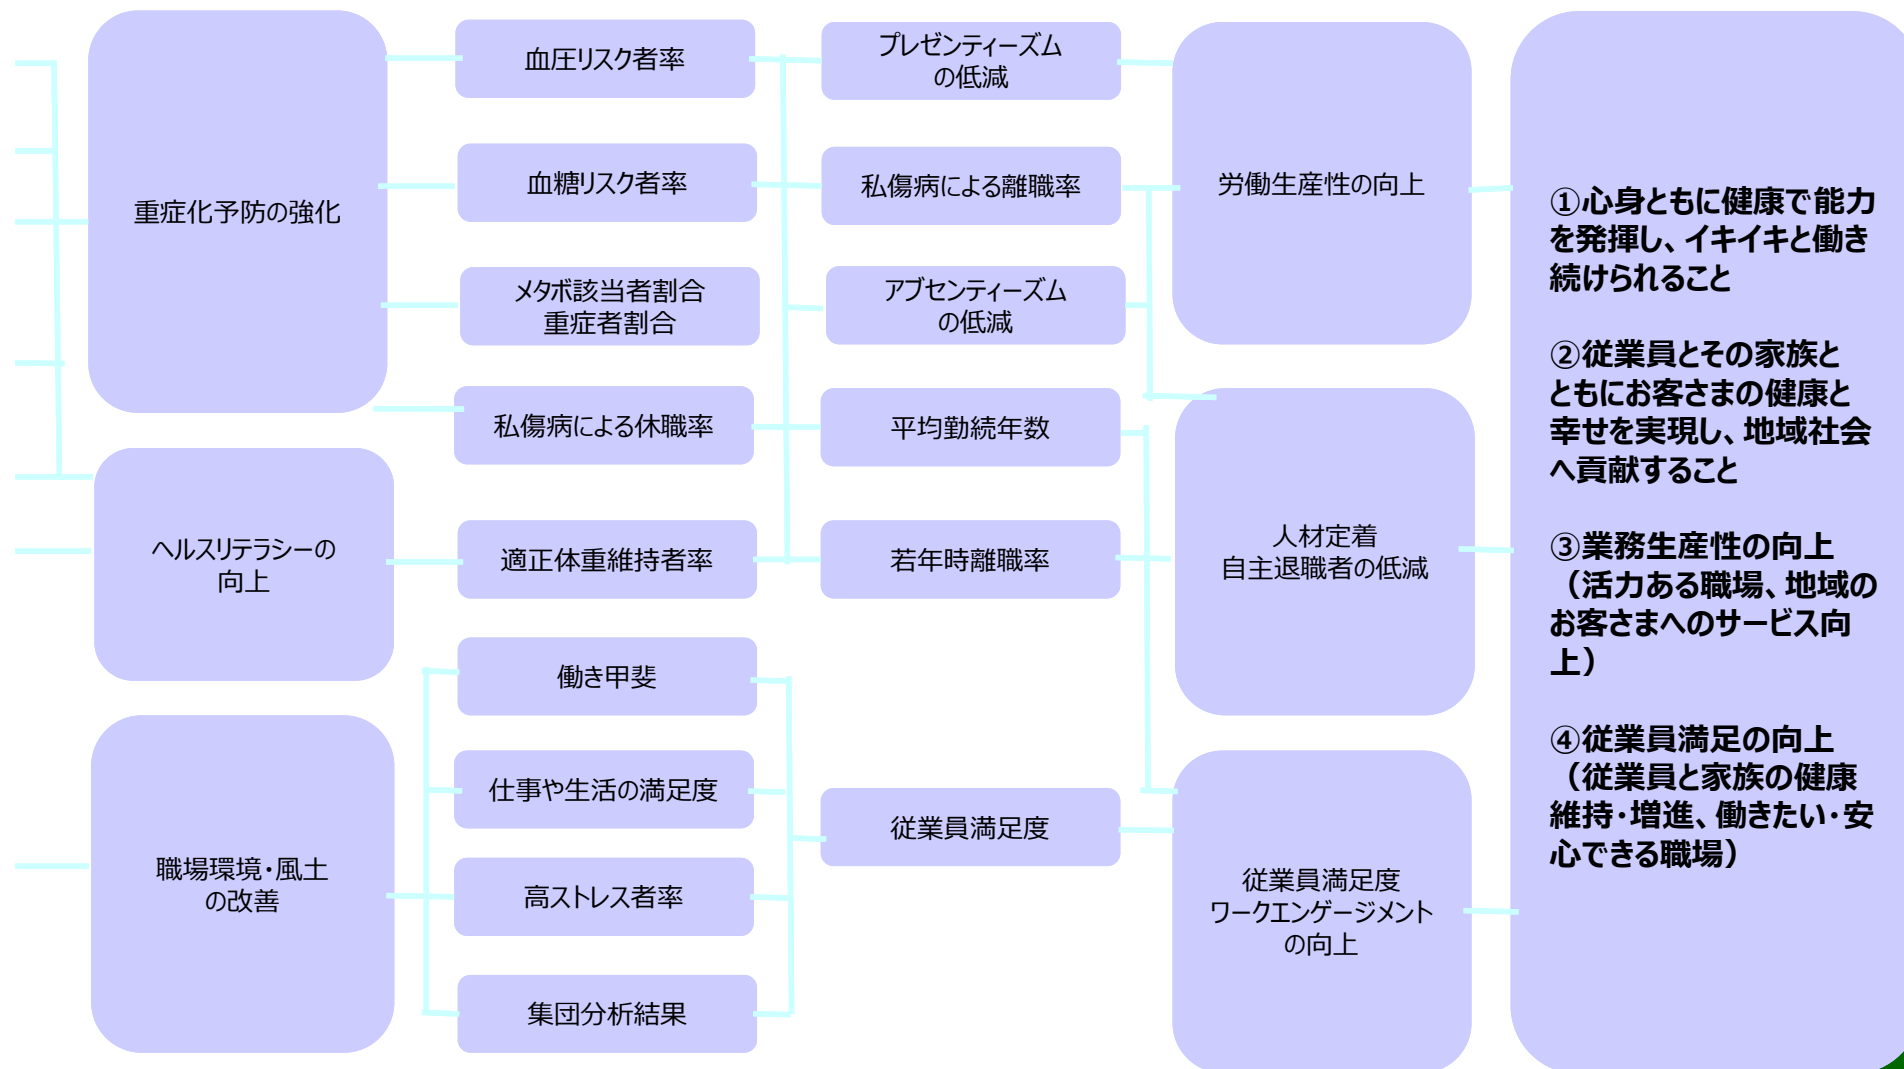 重症化予防の強化
ヘルスリテラシーの
向上
職場環境・風土
の改善
血圧リスク者率
血糖リスク者率
メタボ該当者割合
重症者割合
私傷病による休職率
適正体重維持者率
働き甲斐
仕事や生活の満足度
高ストレス者率
集団分析結果
プレゼンティーズム
の低減
私傷病による離職率
アブセンティーズム
の低減
平均勤続年数
若年時離職率
従業員満足度
労働生産性の向上
人材定着
自主退職者の低減
従業員満足度
ワークエンゲージメント
の向上
①心身ともに健康で能力
を発揮し、イキイキと働き
続けられること
②従業員とその家族と
ともにお客さまの健康と
幸せを実現し、地域社会
へ貢献すること
③業務生産性の向上
（活力ある職場、地域の
お客さまへのサービス向
上）
④従業員満足の向上
（従業員と家族の健康
維持・増進、働きたい・安
心できる職場）